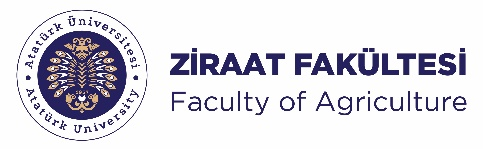 Atatürk Üniversitesi
Atatürk University
ZİRAAT FAKÜLTESİ
Faculty of Agriculture